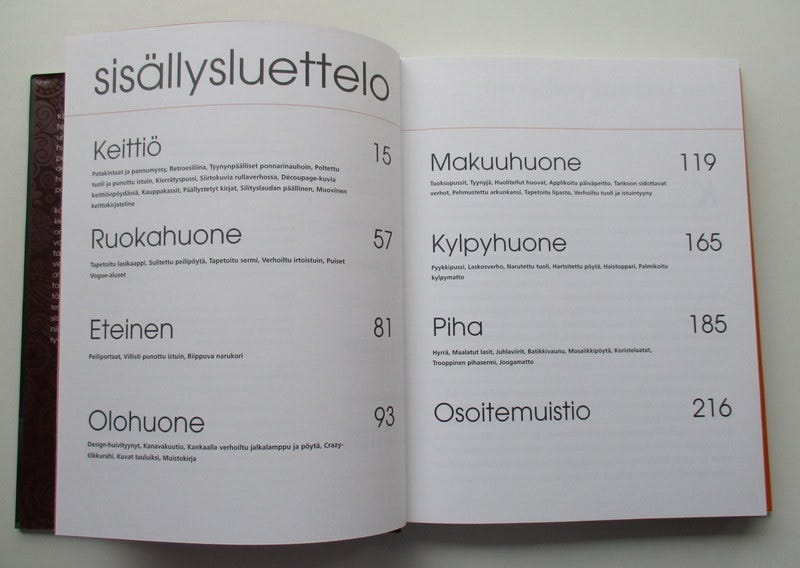 sisällysluettelo
Keittiö 15
Patakintaat ja pannumyssy, Retroesiliina, Tyynynpäälliset ponnarinauhoin, Poltettu
tuoli ja punottu istuin, Kierrätyspussi, Siirtokuvia rullaverhossa, Découpage-kuvia
keittiönpöydässä, Kauppakassit, Päällystetyt kirjat, Silityslaudan päällinen, Muovinen
keittokirjateline
Ruokahuone 57
Tapetoitu lasikaappi, Sulitettu peilipöytä, Tapetoitu sermi, Verhoiltu irtoistuin, Puiset
Vogue-aluset
Eteinen 81
Peiliportaat, Villisti punottu istuin, Riippuva narukori
Olohuone 93
Design-huivityynyt, Kanavakuutio, Kankaalla verhoiltu jalkalamppu ja pöytä, Crazy-
tilkkurahi, Kuvat tauluiksi, Muistokirja
Makuuhuone 119
Tuoksupussit, Tyynyjä, Huolitellut huovat, Applikoitu päiväpeitto, Tankoon sidottavat
verhot, Pehmustettu arkunkansi, Tapetoitu lipasto, Verhoiltu tuoli ja istuintyyny
Kylpyhuone 165
Pyykkipussi, Laskosverho, Narutettu tuoli, Hartsitettu pöytä, Haistoppari, Palmikoitu
kylpymatto
Piha 185
Hyrrä, Maalatut lasit, Juhlaviirit, Batikkivaunu, Mosaiikkipöytä, Koristelaatat,
Trooppinen pihasermi, Joogamatto
Osoitemuistio 216